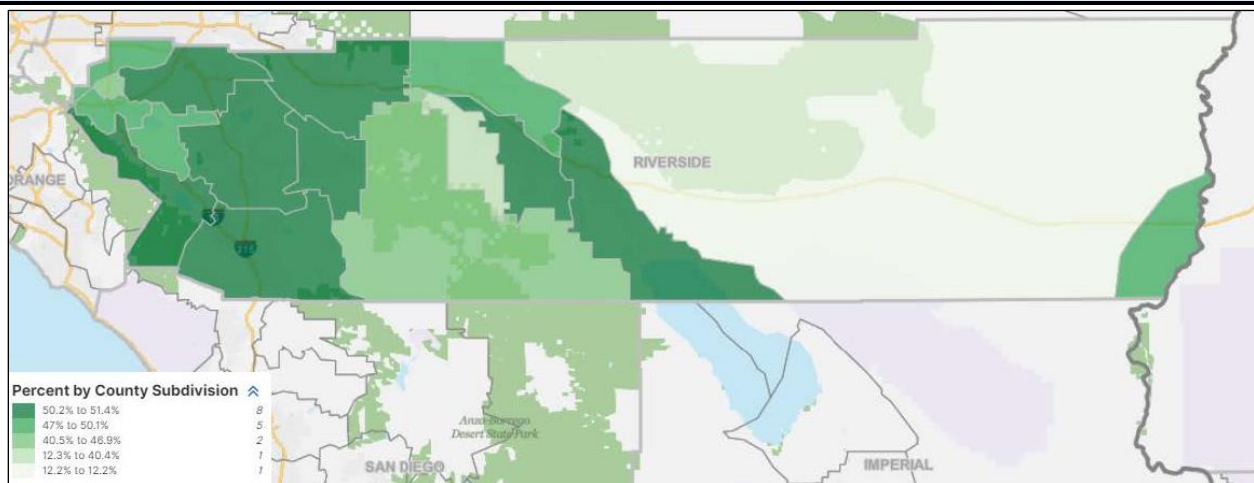 RIVERSIDE
ORANGE
15
215
Percent by County Subdivision
50.2% to 51.4% 8
47% to 50.1% 5
40.5% to 46.9% 2
12.3% to 40.4% 1
12.2% to 12.2% 1
Anza-Borrego
Desert State Park
SAN DIEGO
IMPERIAL